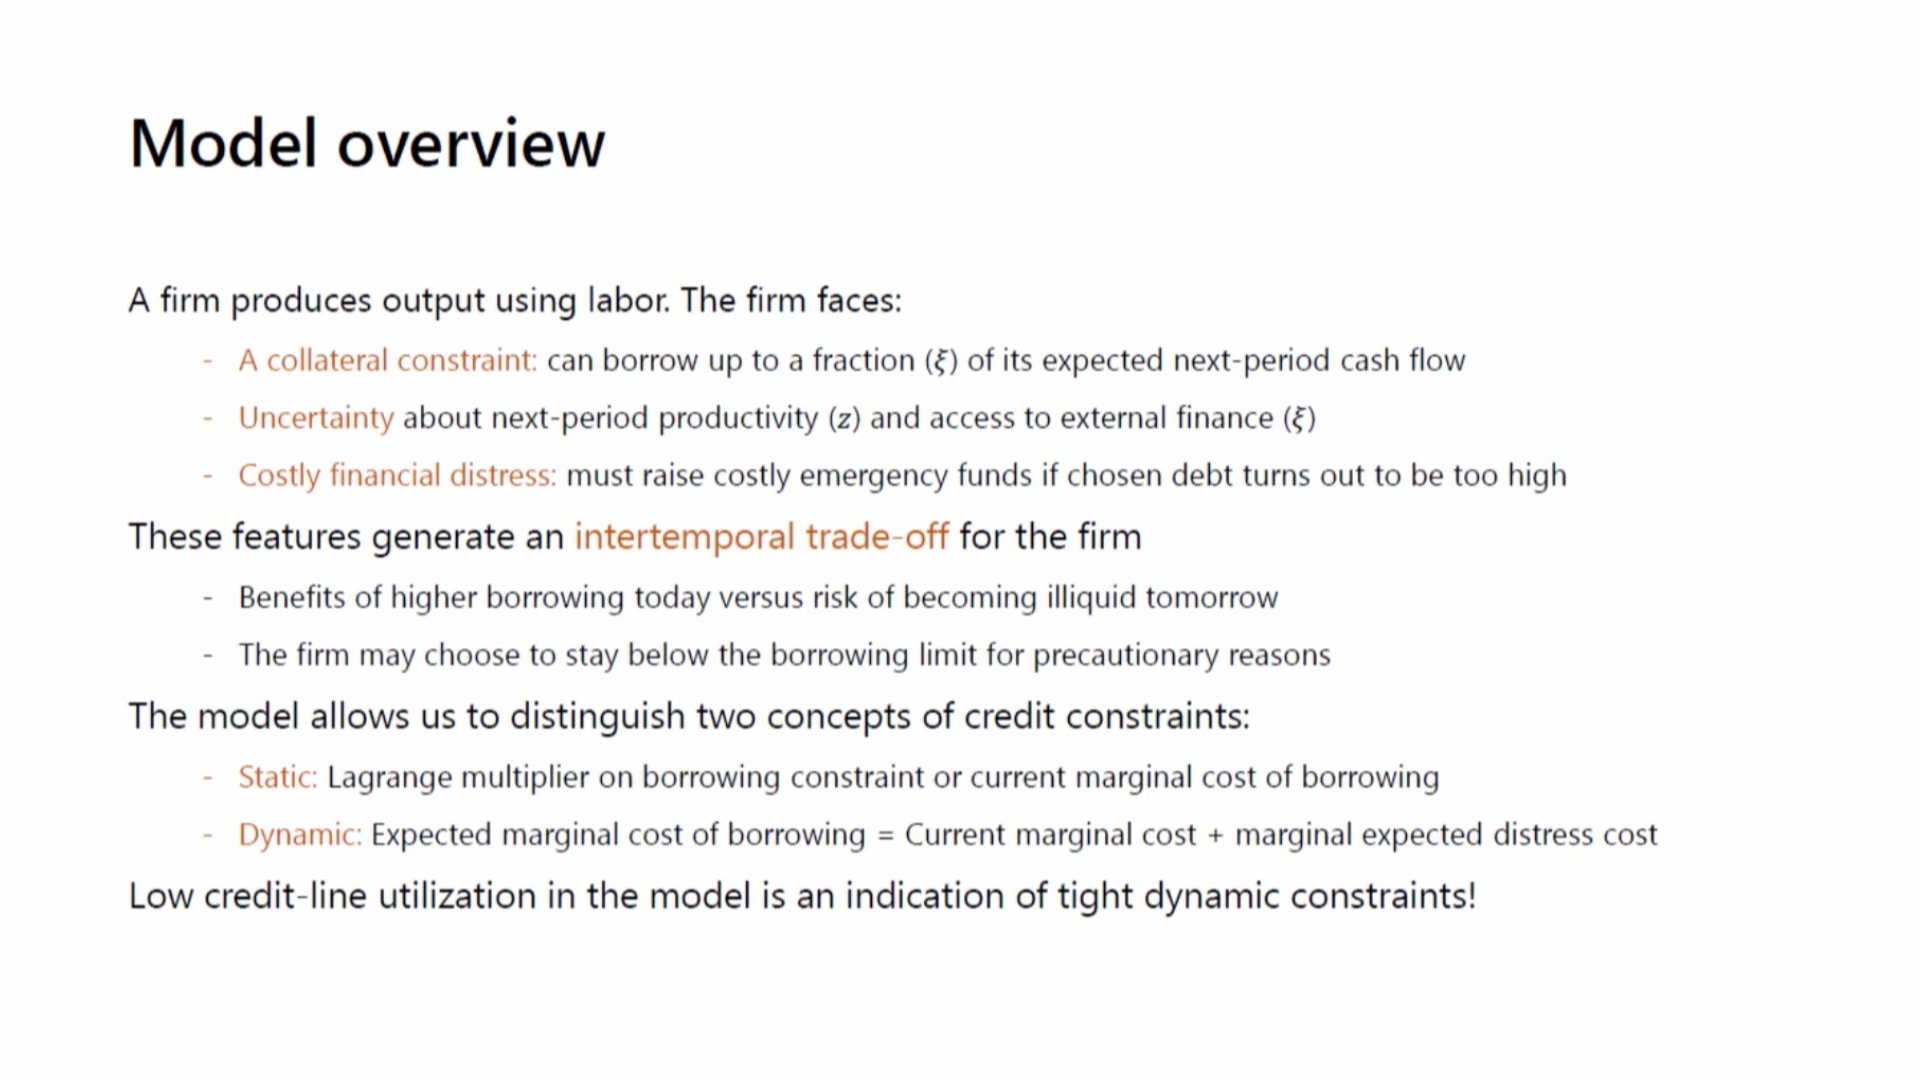 Model overview
A firm produces output using labor. The firm faces:
- A collateral constraint: can borrow up to a fraction (ξ) of its expected next-period cash flow
- Uncertainty about next-period productivity (z) and access to external finance (ξ)
- Costly financial distress: must raise costly emergency funds if chosen debt turns out to be too high
These features generate an intertemporal trade-off for the firm
- Benefits of higher borrowing today versus risk of becoming illiquid tomorrow
- The firm may choose to stay below the borrowing limit for precautionary reasons
The model allows us to distinguish two concepts of credit constraints:
- Static: Lagrange multiplier on borrowing constraint or current marginal cost of borrowing
- Dynamic: Expected marginal cost of borrowing = Current marginal cost + marginal expected distress cost
Low credit-line utilization in the model is an indication of tight dynamic constraints!